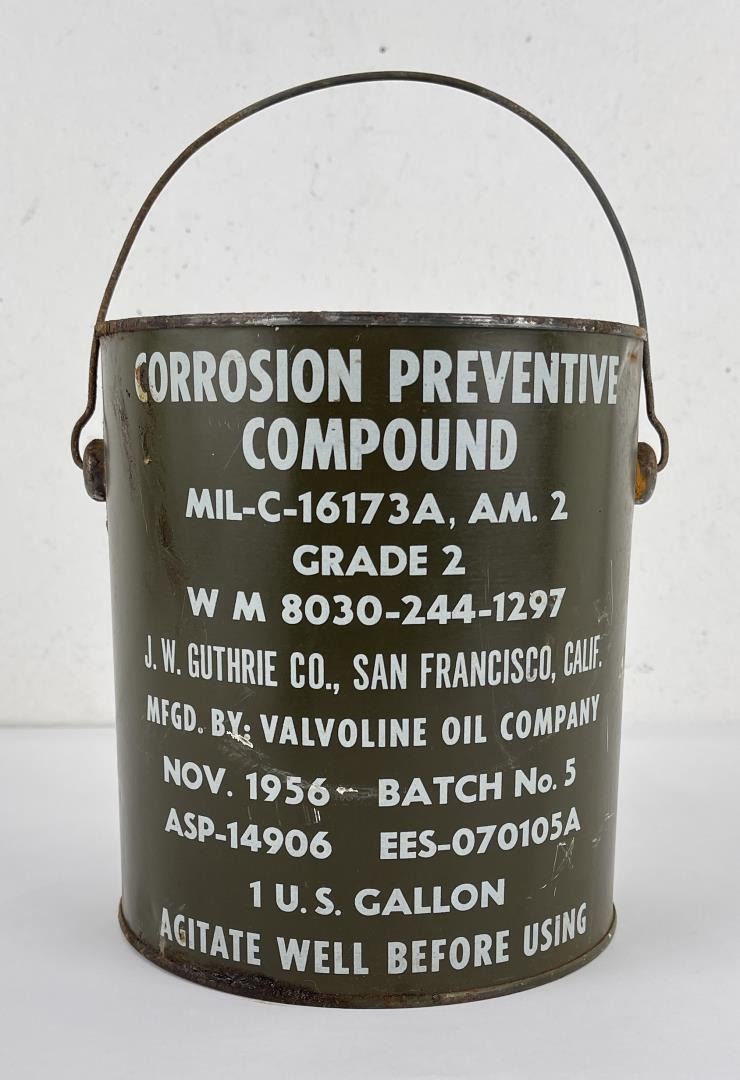 CORROSION PREVENTIVE
COMPOUND
MIL-C-16173A, AM. 2
GRADE 2
W M 8030-244-1297
J. W. GUTHRIE CO., SAN FRANCISCO, CALIF.
MFGD. BY: VALVOLINE OIL COMPANY
NOV. 1956 BATCH No. 5
ASP-14906 EES-070105A
1 U. S. GALLON
AGITATE WELL BEFORE USING